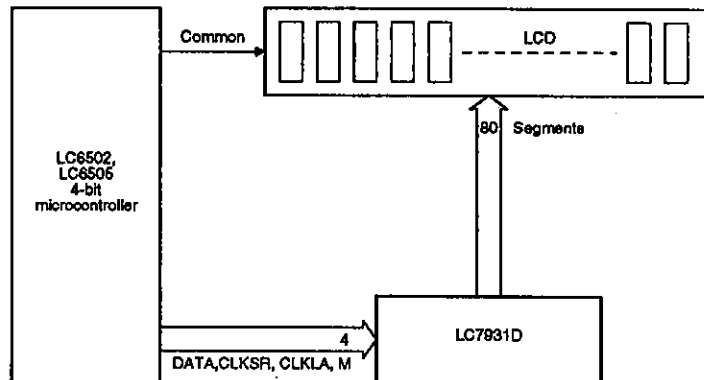 Common
LCD
80 Segments
LC6502,
LC6505
4-bit
microcontroller
4
LC7931D
DATA,CLKSR, CLKLA, M